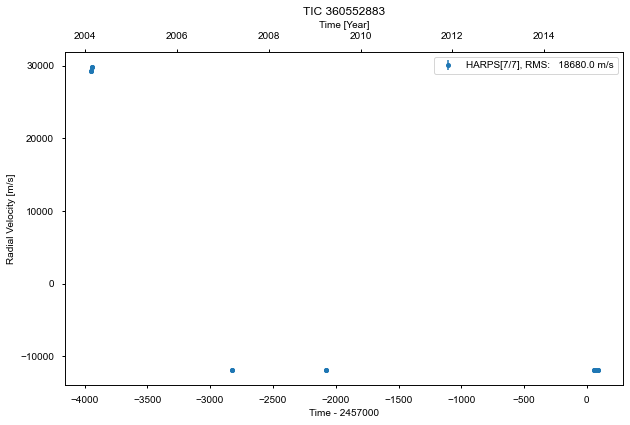 TIC 360552883
Time [Year]
2004 2006 2008 2010 2012 2014
HARPS[7/7], RMS: 18680.0 m/s
30000
20000
10000
0
−10000
Radial Velocity [m/s]
−4000 −3500 −3000 −2500 −2000 −1500 −1000 −500 0
Time - 2457000